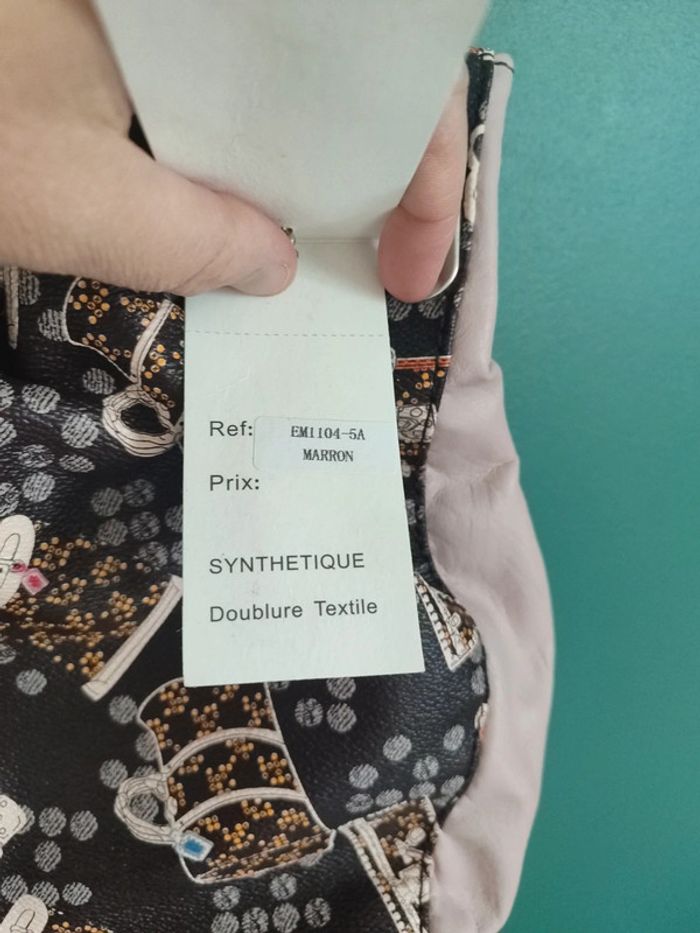 Ref: EM1104-5A
MARRON
Prix:
SYNTHETIQUE
Doublure Textile